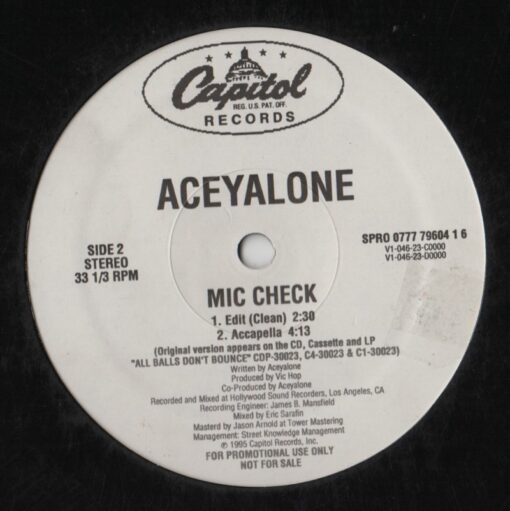 Capitol
REG. U.S. PAT. OFF.
RECORDS
ACEYALONE
SIDE 2
STEREO
33 1/3 RPM
SPRO 0777 79604 1 6
V1-046-23-C0000
V1-046-23-D0000
MIC CHECK
1. Edit (Clean) 2:30
2. Accapella 4:13
(Original version appears on the CD, Cassette and LP
"ALL BALLS DON'T BOUNCE" CDP-30023, C4-30023 & C1-30023)
Written by Aceyalone
Produced by Vic Hop
Co-Produced by Aceyalone
Recorded and Mixed at Hollywood Sound Recorders, Los Angeles, CA
Recording Engineer: James B. Mansfield
Mixed by Eric Sarafin
Masterd by Jason Arnold at Tower Mastering
Management: Street Knowledge Management
℗ © 1995 Capitol Records, Inc.
FOR PROMOTIONAL USE ONLY
NOT FOR SALE